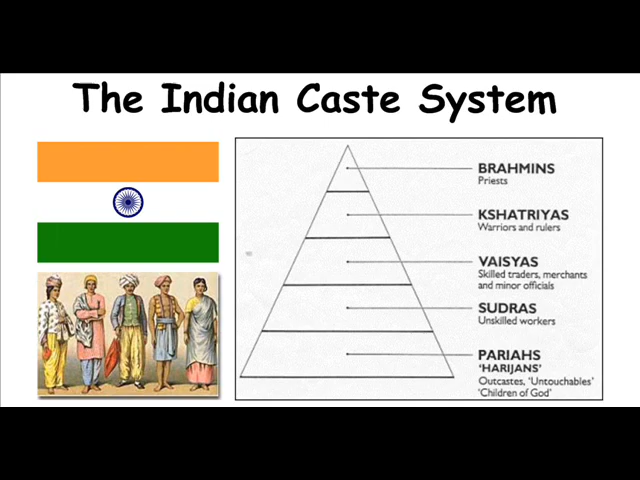 The Indian Caste System
BRAHMINS
Priests
KSHATRIYAS
Warriors and rulers
VAISYAS
Skilled traders, merchants
and minor officials
SUDRAS
Unskilled workers
PARIAHS
'HARIJANS'
Outcastes, 'Untouchables'
'Children of God'